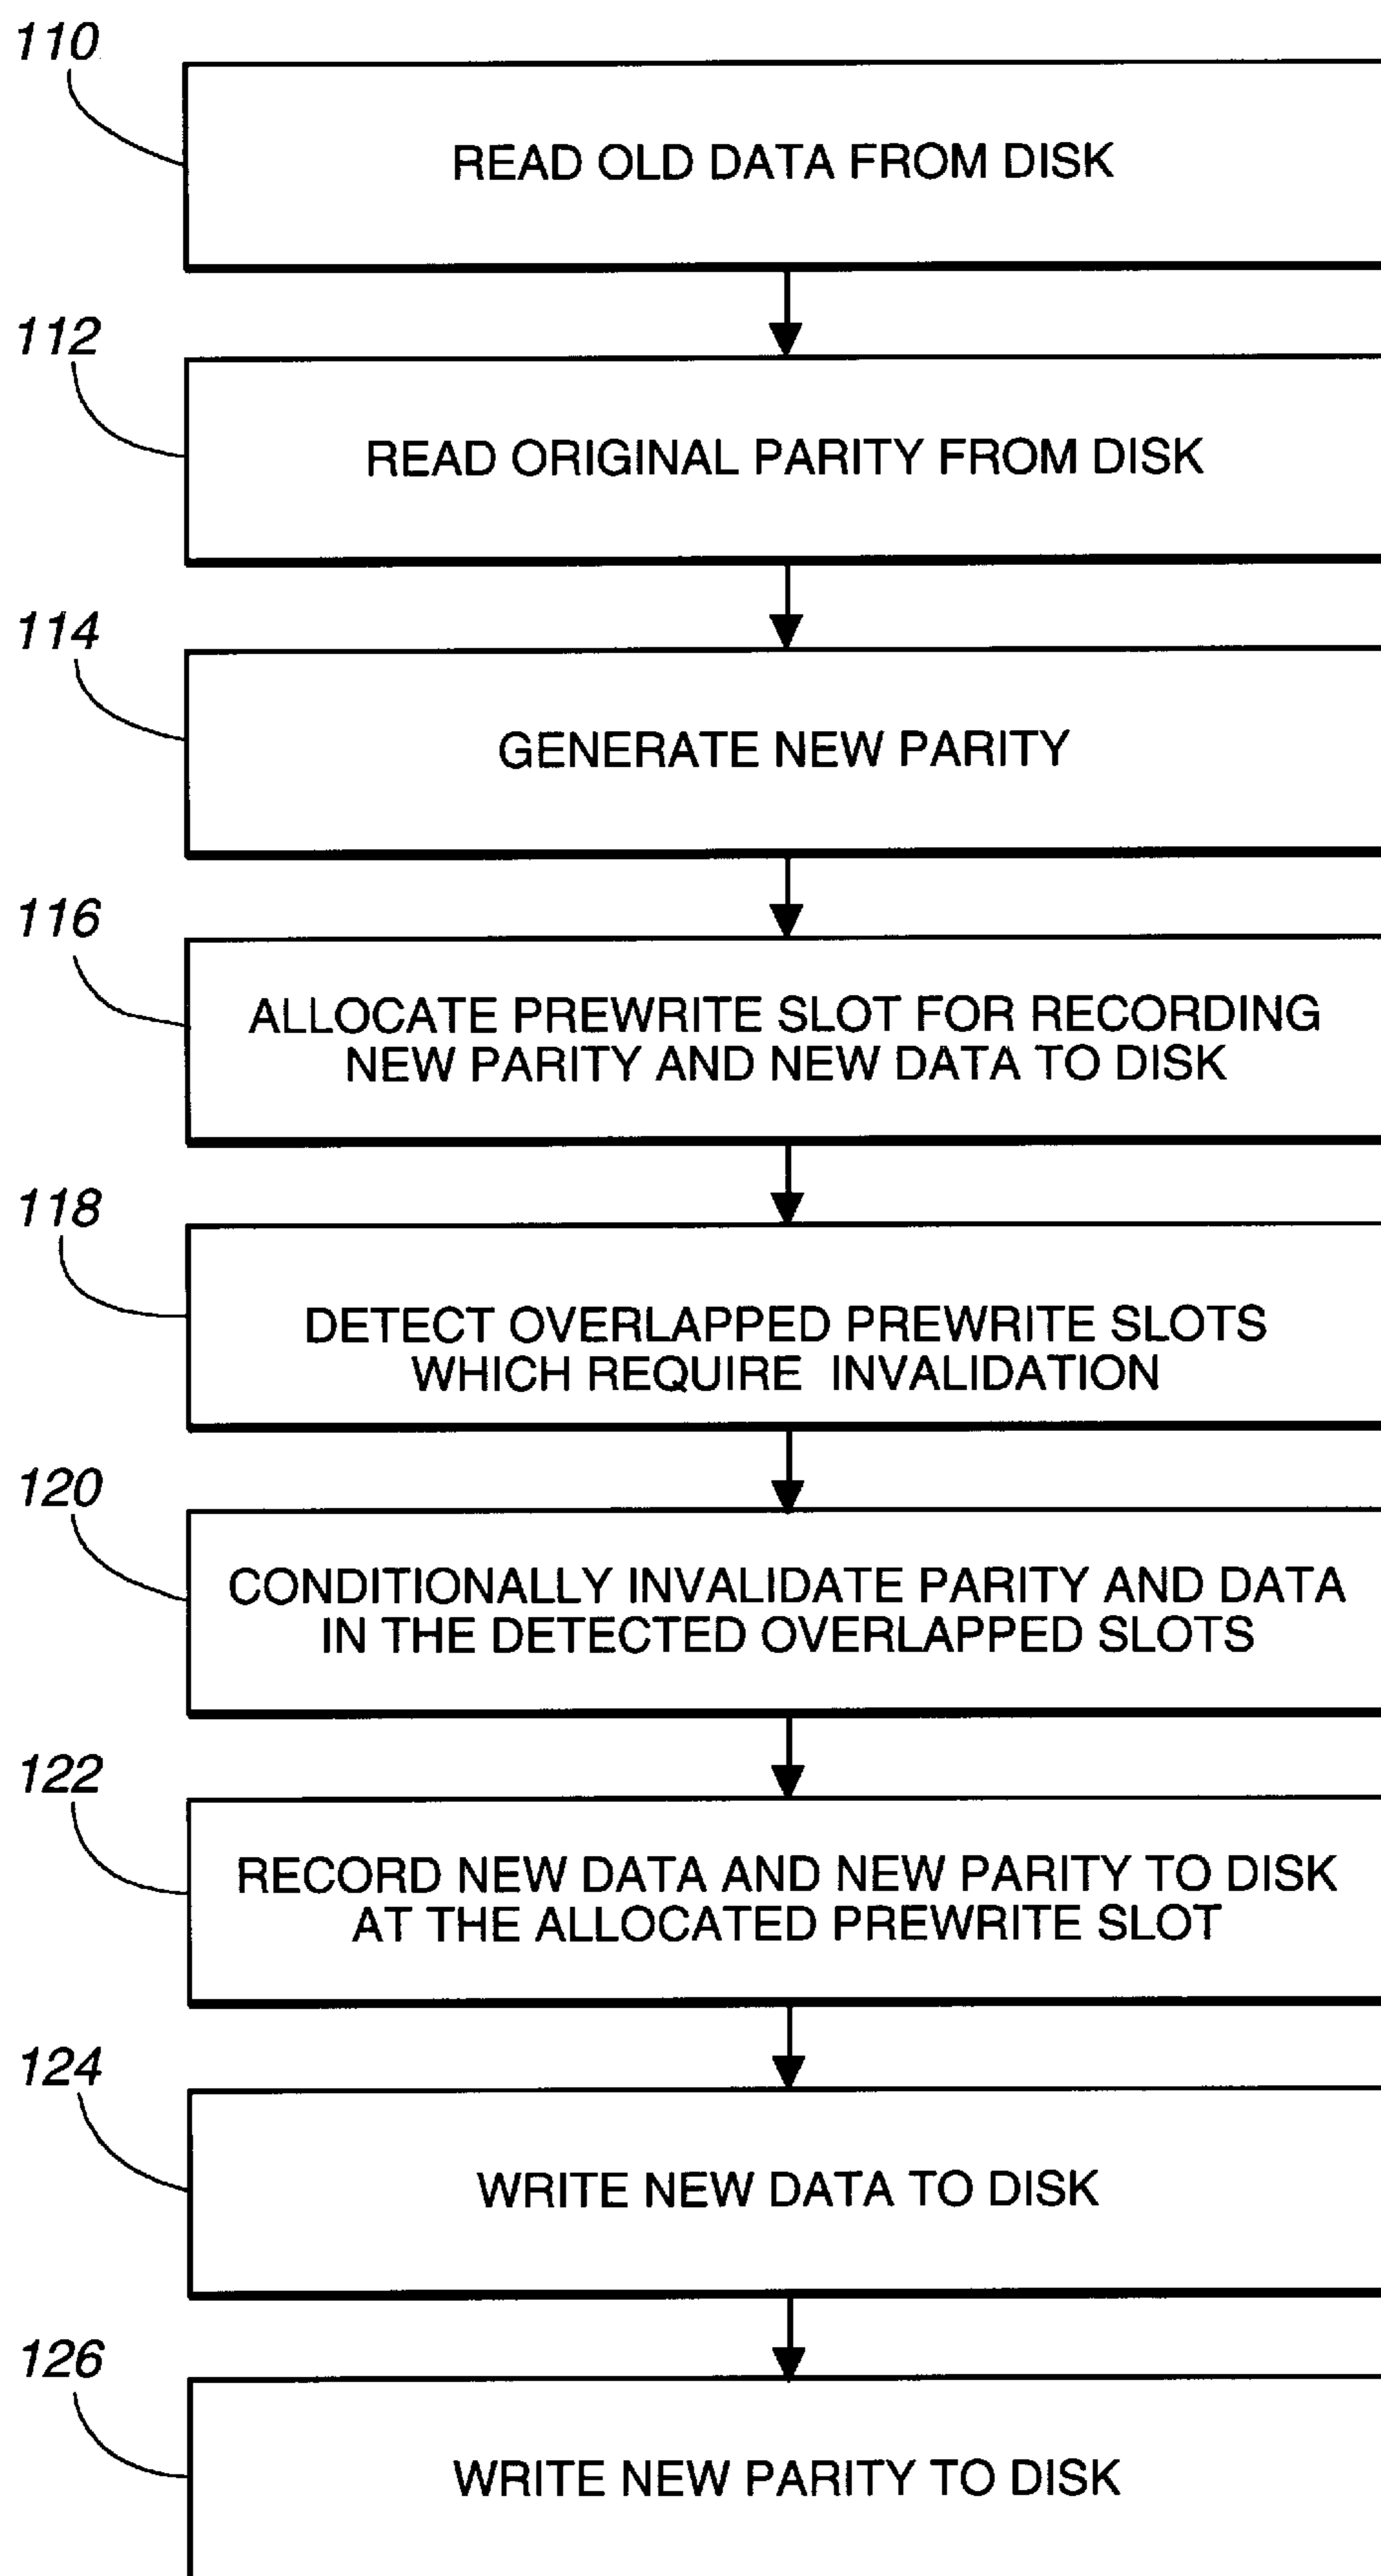 110
READ OLD DATA FROM DISK
112
READ ORIGINAL PARITY FROM DISK
114
GENERATE NEW PARITY
116
ALLOCATE PREWRITE SLOT FOR RECORDING
NEW PARITY AND NEW DATA TO DISK
118
DETECT OVERLAPPED PREWRITE SLOTS
WHICH REQUIRE INVALIDATION
120
CONDITIONALLY INVALIDATE PARITY AND DATA
IN THE DETECTED OVERLAPPED SLOTS
122
RECORD NEW DATA AND NEW PARITY TO DISK
AT THE ALLOCATED PREWRITE SLOT
124
WRITE NEW DATA TO DISK
126
WRITE NEW PARITY TO DISK